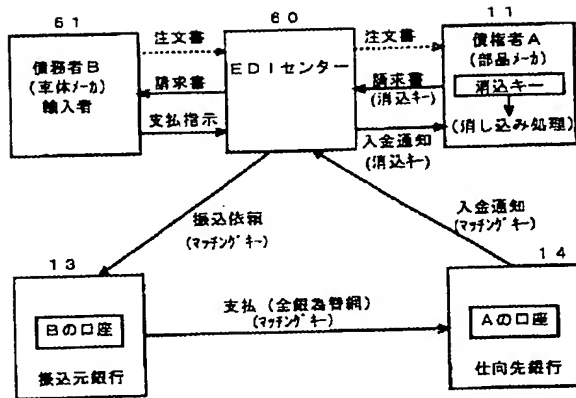 61
60
11
債務者B
(車体メーカ)
輸入者
注文書
請求書
支払指示
EDIセンター
注文書
請求書
(消込キー)
入金通知
(消込キー)
債権者A
(部品メーカ)
消込キー
(消し込み処理)
振込依頼
(マッチングキー)
入金通知
(マッチングキー)
13
14
Bの口座
振込元銀行
支払(全銀為替網)
(マッチングキー)
Aの口座
仕向先銀行